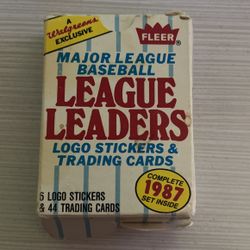 A
Walgreens
EXCLUSIVE
FLEER
MAJOR LEAGUE
BASEBALL
LEAGUE
LEADERS
LOGO STICKERS &
TRADING CARDS
COMPLETE
1987
SET INSIDE
6 LOGO STICKERS
& 44 TRADING CARDS